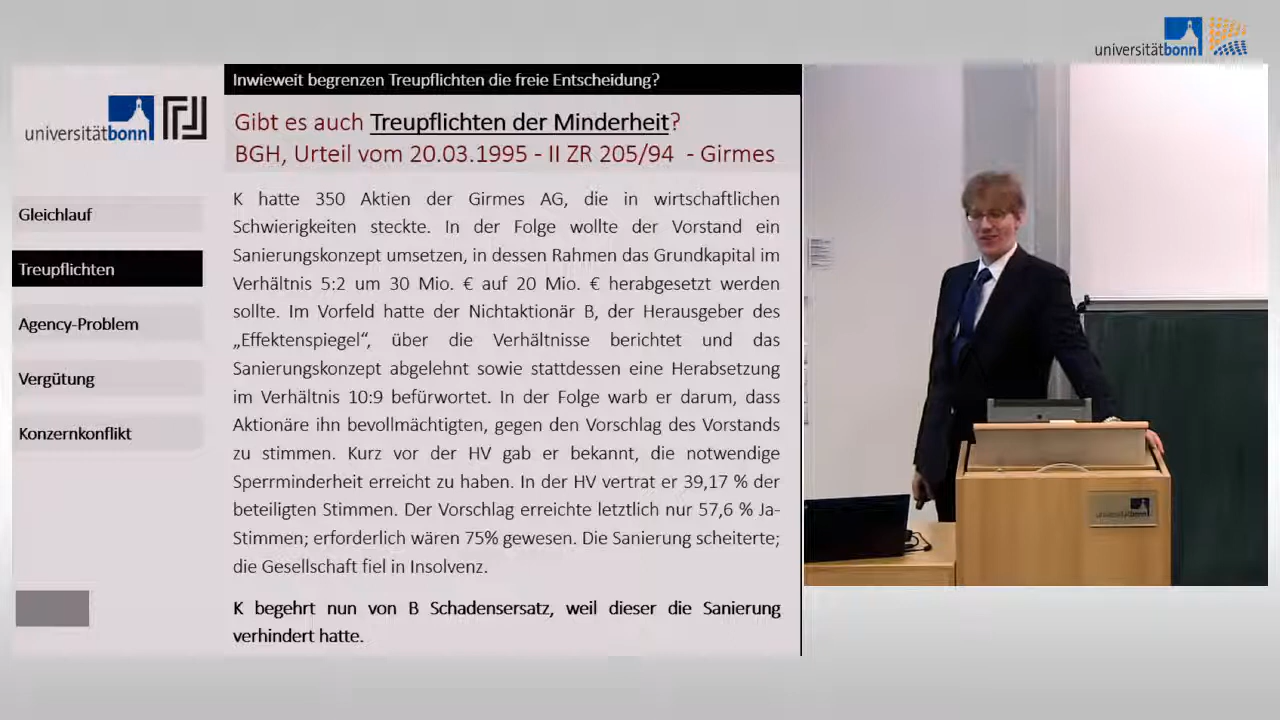 universitätbonn
Inwieweit begrenzen Treupflichten die freie Entscheidung?
universitätbonn
Gibt es auch Treupflichten der Minderheit?
BGH, Urteil vom 20.03.1995 - II ZR 205/94 - Girmes
Gleichlauf
Treupflichten
Agency-Problem
Vergütung
Konzernkonflikt
K hatte 350 Aktien der Girmes AG, die in wirtschaftlichen
Schwierigkeiten steckte. In der Folge wollte der Vorstand ein
Sanierungskonzept umsetzen, in dessen Rahmen das Grundkapital im
Verhältnis 5:2 um 30 Mio. € auf 20 Mio. € herabgesetzt werden
sollte. Im Vorfeld hatte der Nichtaktionär B, der Herausgeber des
„Effektenspiegel“, über die Verhältnisse berichtet und das
Sanierungskonzept abgelehnt sowie stattdessen eine Herabsetzung
im Verhältnis 10:9 befürwortet. In der Folge warb er darum, dass
Aktionäre ihn bevollmächtigten, gegen den Vorschlag des Vorstands
zu stimmen. Kurz vor der HV gab er bekannt, die notwendige
Sperrminderheit erreicht zu haben. In der HV vertrat er 39,17 % der
beteiligten Stimmen. Der Vorschlag erreichte letztlich nur 57,6 % Ja-
Stimmen; erforderlich wären 75% gewesen. Die Sanierung scheiterte;
die Gesellschaft fiel in Insolvenz.
K begehrt nun von B Schadensersatz, weil dieser die Sanierung
verhindert hatte.
universitätbonn